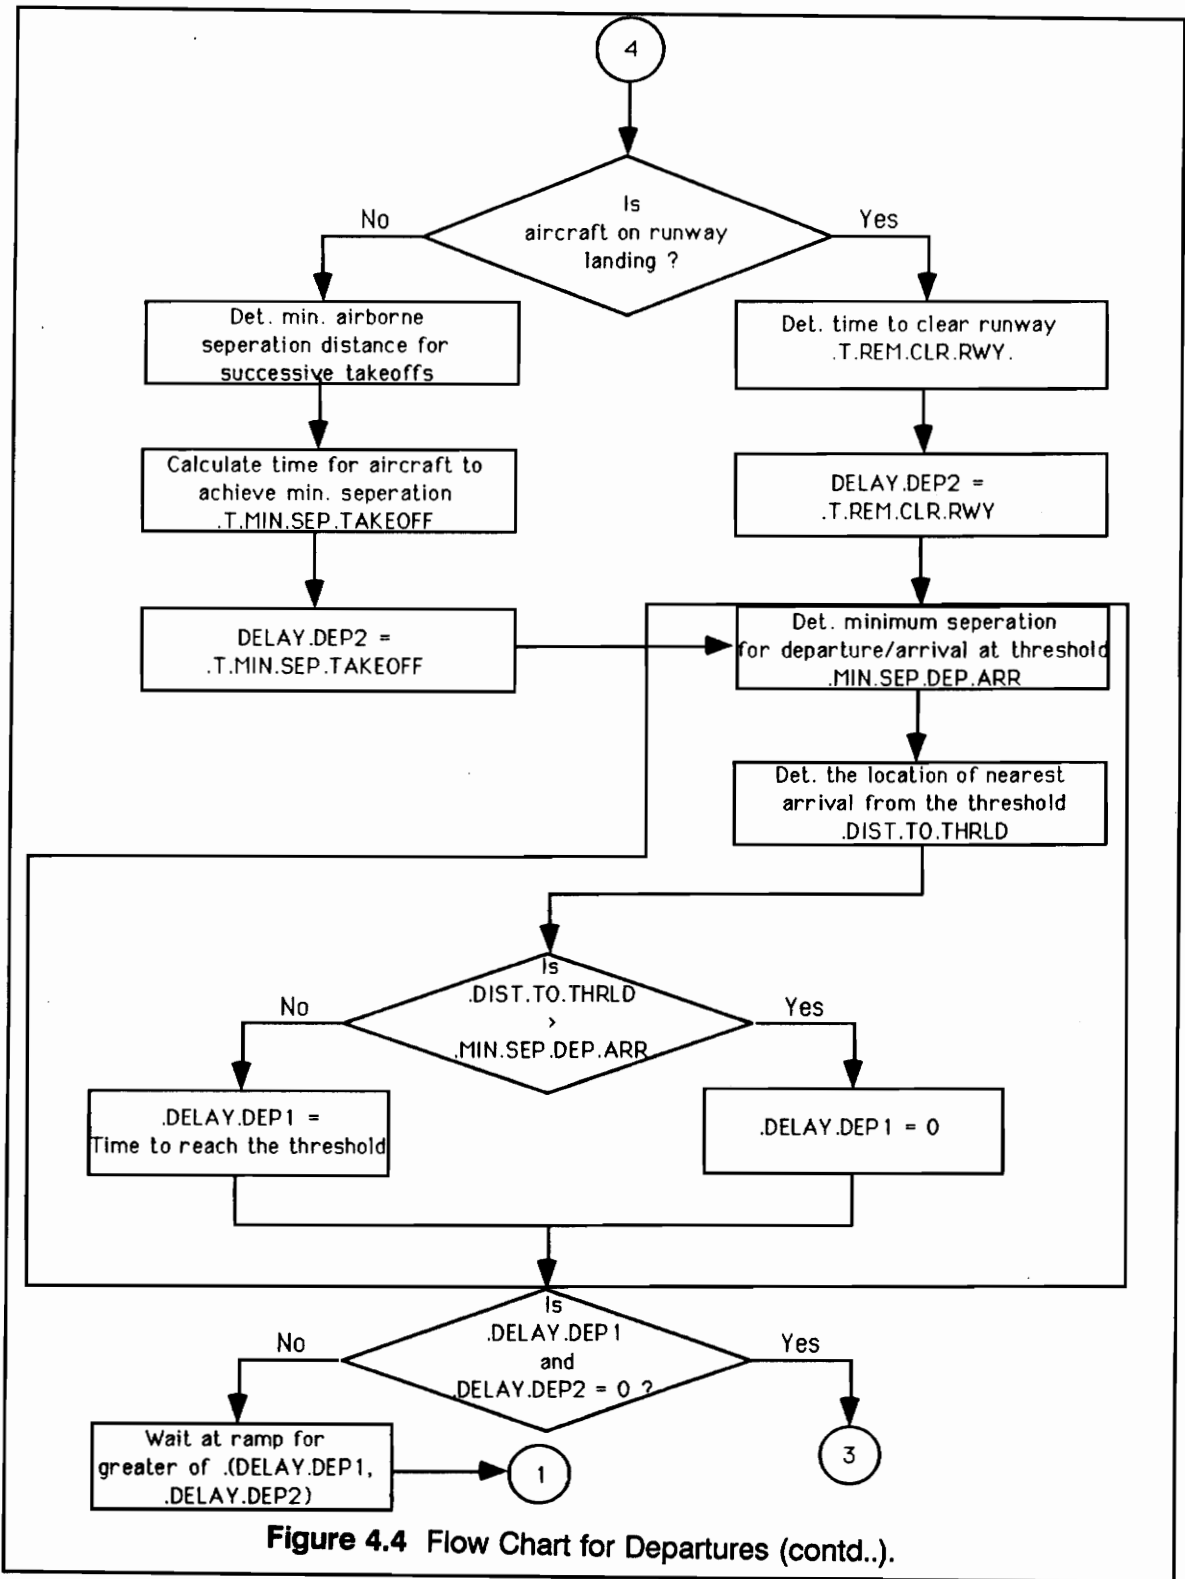 4
Is
aircraft on runway
landing ?
No
Yes
Det. min. airborne
seperation distance for
successive takeoffs
Det. time to clear runway
.T.REM.CLR.RWY.
Calculate time for aircraft to
achieve min. seperation
.T.MIN.SEP.TAKEOFF
DELAY.DEP2 =
.T.REM.CLR.RWY
DELAY.DEP2 =
.T.MIN.SEP.TAKEOFF
Det. minimum seperation
for departure/arrival at threshold
.MIN.SEP.DEP.ARR
Det. the location of nearest
arrival from the threshold
.DIST.TO.THRLD
Is
.DIST.TO.THRLD
>
.MIN.SEP.DEP.ARR
No
Yes
.DELAY.DEP1 =
Time to reach the threshold
.DELAY.DEP1 = 0
Is
.DELAY.DEP1
and
.DELAY.DEP2 = 0 ?
No
Yes
Wait at ramp for
greater of .(DELAY.DEP1,
.DELAY.DEP2)
1
3
Figure 4.4 Flow Chart for Departures (contd..).